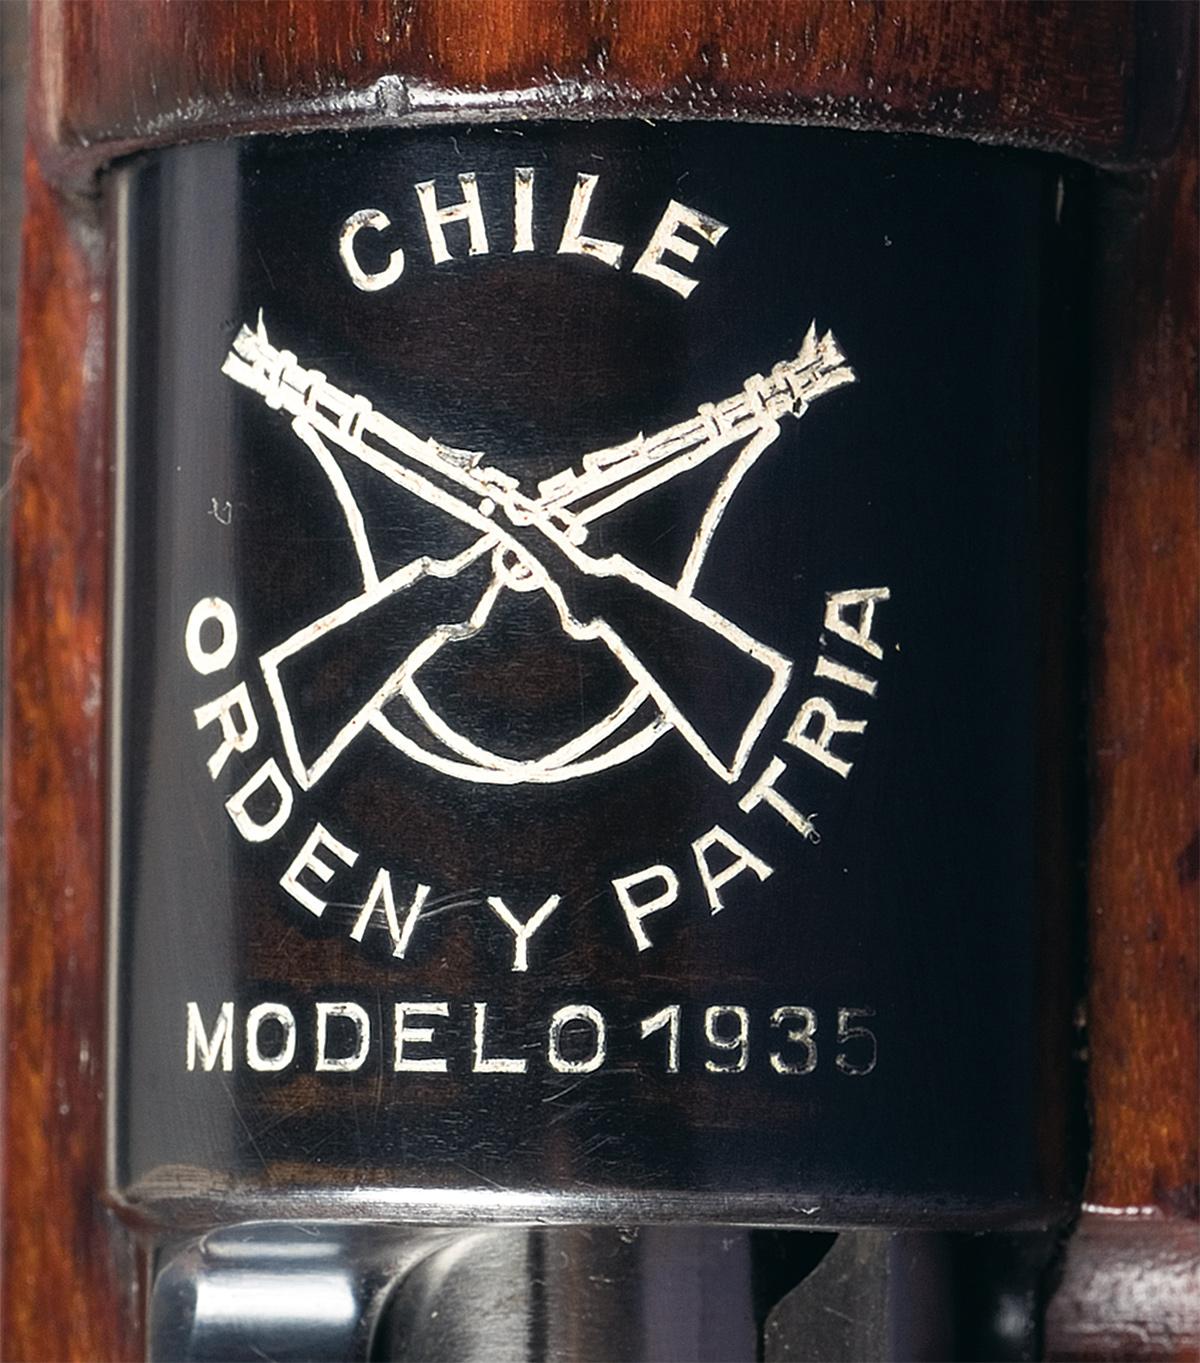 CHILE
ORDEN Y PATRIA
MODELO 1935